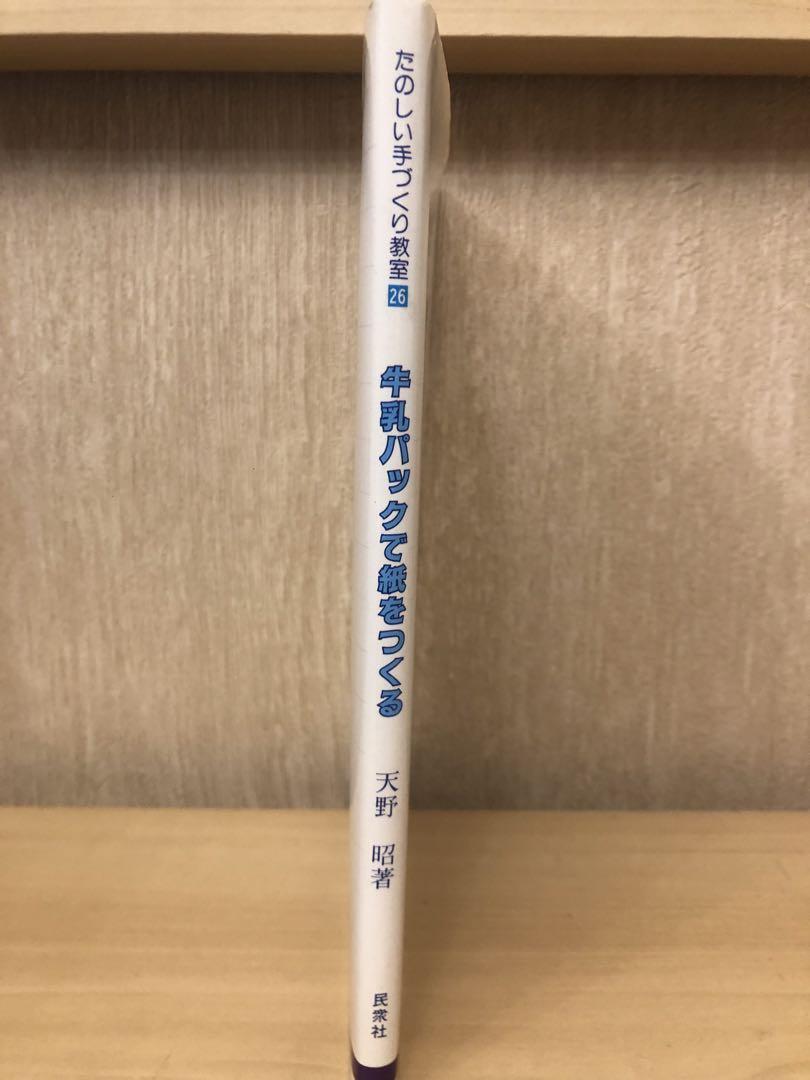 たのしい手づくり教室 26
牛乳パックで紙をつくる
天野 昭著
民衆社